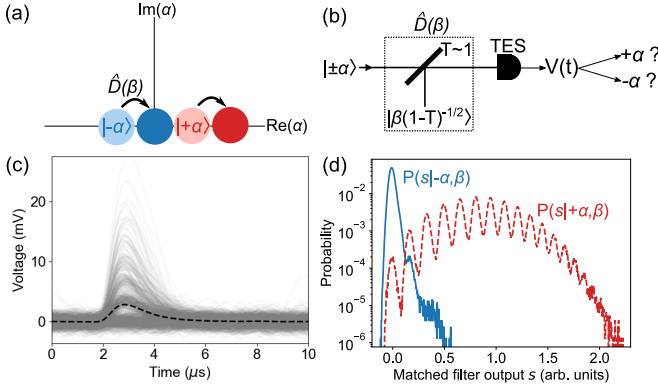 (a)
Im(α)
D̂(β)
|-α⟩
|+α⟩
Re(α)
(b)
D̂(β)
T~1
TES
|±α⟩
V(t)
+α ?
-α ?
|β(1-T)^{-1/2}⟩
(c)
Voltage (mV)
20
10
0
0 2 4 6 8 10
Time (μs)
(d)
P(s|-α,β)
P(s|+α,β)
Probability
10^{-2}
10^{-3}
10^{-4}
10^{-5}
10^{-6}
0.0 0.5 1.0 1.5 2.0
Matched filter output s (arb. units)